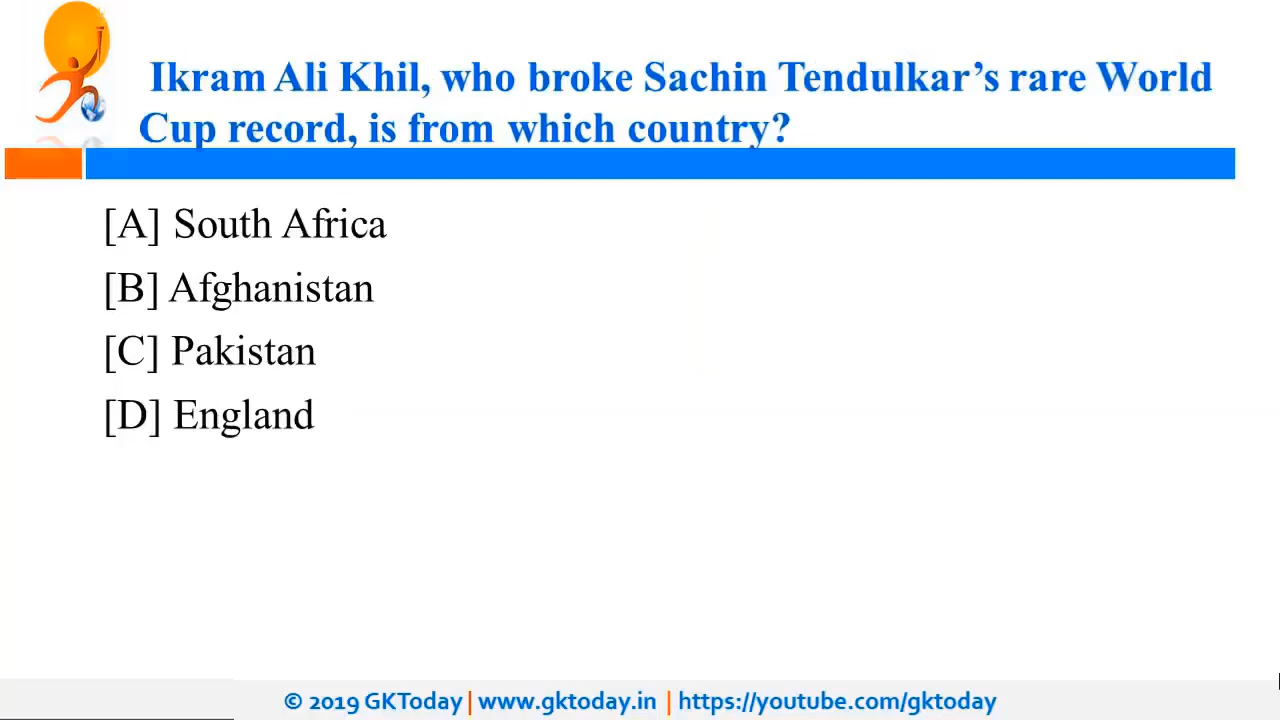 Ikram Ali Khil, who broke Sachin Tendulkar’s rare World
Cup record, is from which country?
[A] South Africa
[B] Afghanistan
[C] Pakistan
[D] England
© 2019 GKToday | www.gktoday.in | https://youtube.com/gktoday